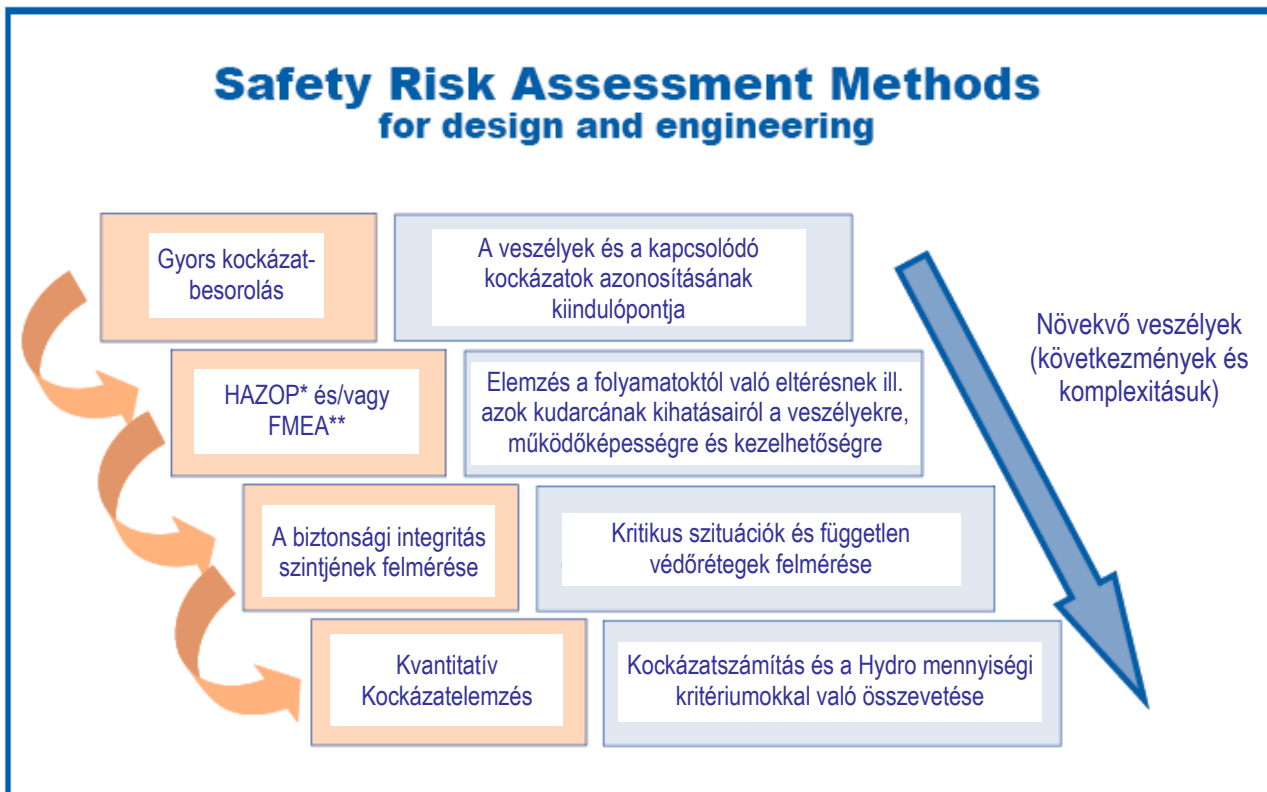 Safety Risk Assessment Methods
for design and engineering
Gyors kockázat-
besorolás
A veszélyek és a kapcsolódó
kockázatok azonosításának
kiindulópontja
Növekvő veszélyek
(következmények és
komplexitásuk)
HAZOP* és/vagy
FMEA**
Elemzés a folyamatoktól való eltérésnek ill.
azok kudarcának kihatásairól a veszélyekre,
működőképességre és kezelhetőségre
A biztonsági integritás
szintjének felmérése
Kritikus szituációk és független
védőrétegek felmérése
Kvantitatív
Kockázatelemzés
Kockázatszámítás és a Hydro mennyiségi
kritériumokkal való összevetése